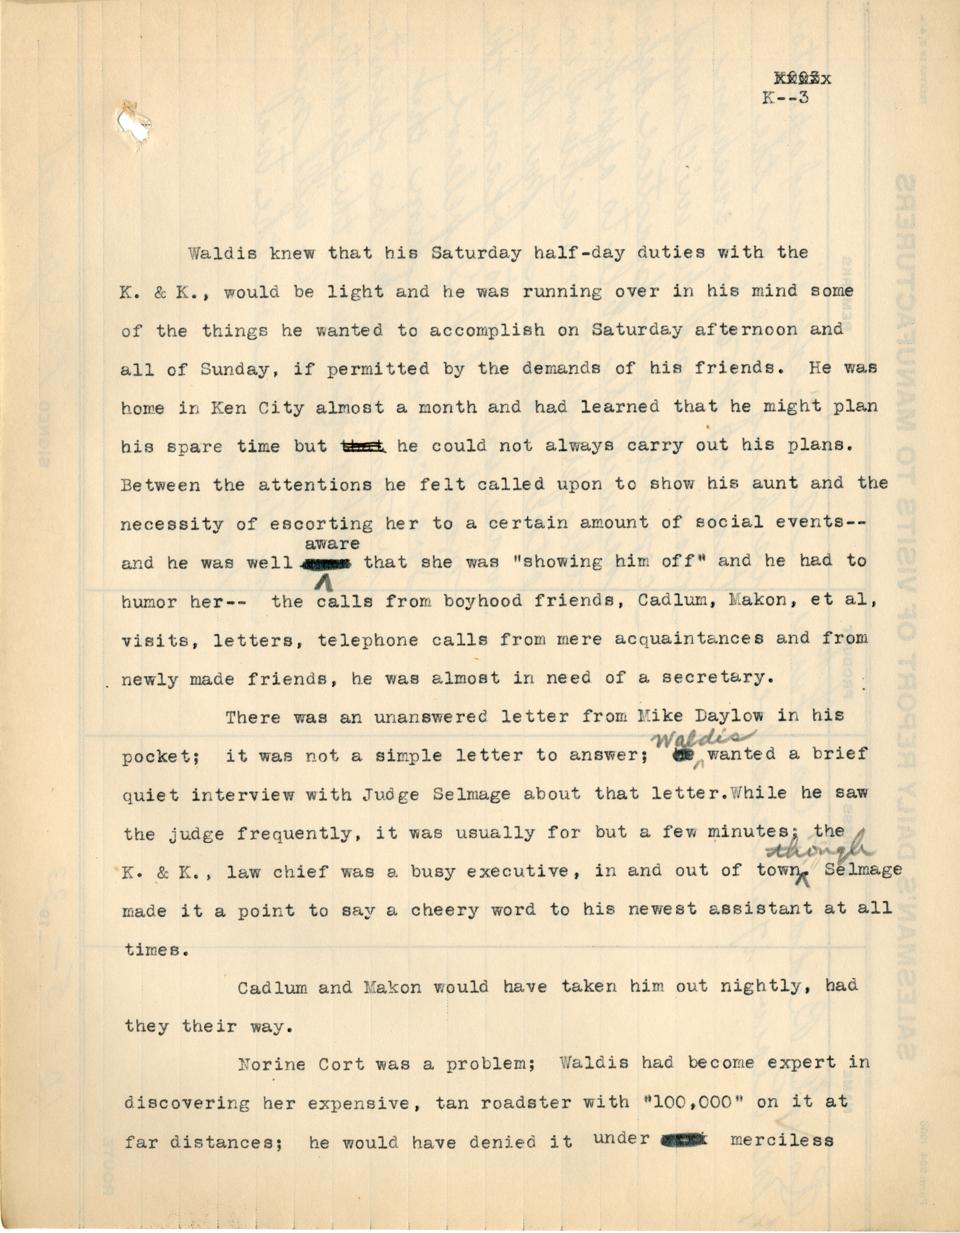 K--3
Waldis knew that his Saturday half-day duties with the
K. & K., would be light and he was running over in his mind some
of the things he wanted to accomplish on Saturday afternoon and
all of Sunday, if permitted by the demands of his friends. He was
home in Ken City almost a month and had learned that he might plan
his spare time but that he could not always carry out his plans.
Between the attentions he felt called upon to show his aunt and the
necessity of escorting her to a certain amount of social events--
aware
and he was well that she was "showing him off" and he had to
humor her-- the calls from boyhood friends, Cadlum, Makon, et al,
visits, letters, telephone calls from mere acquaintances and from
newly made friends, he was almost in need of a secretary.
There was an unanswered letter from Mike Daylow in his
Waldis
pocket; it was not a simple letter to answer; he wanted a brief
quiet interview with Judge Selmage about that letter.While he saw
the judge frequently, it was usually for but a few minutes; the
though
K. & K., law chief was a busy executive, in and out of town. Selmage
made it a point to say a cheery word to his newest assistant at all
times.
Cadlum and Makon would have taken him out nightly, had
they their way.
Norine Cort was a problem; Waldis had become expert in
discovering her expensive, tan roadster with "100,000" on it at
far distances; he would have denied it under merciless
SALESMAN'S DAILY REPORT OF VISITS TO MANUFACTURERS
SIGNED
ROUTE